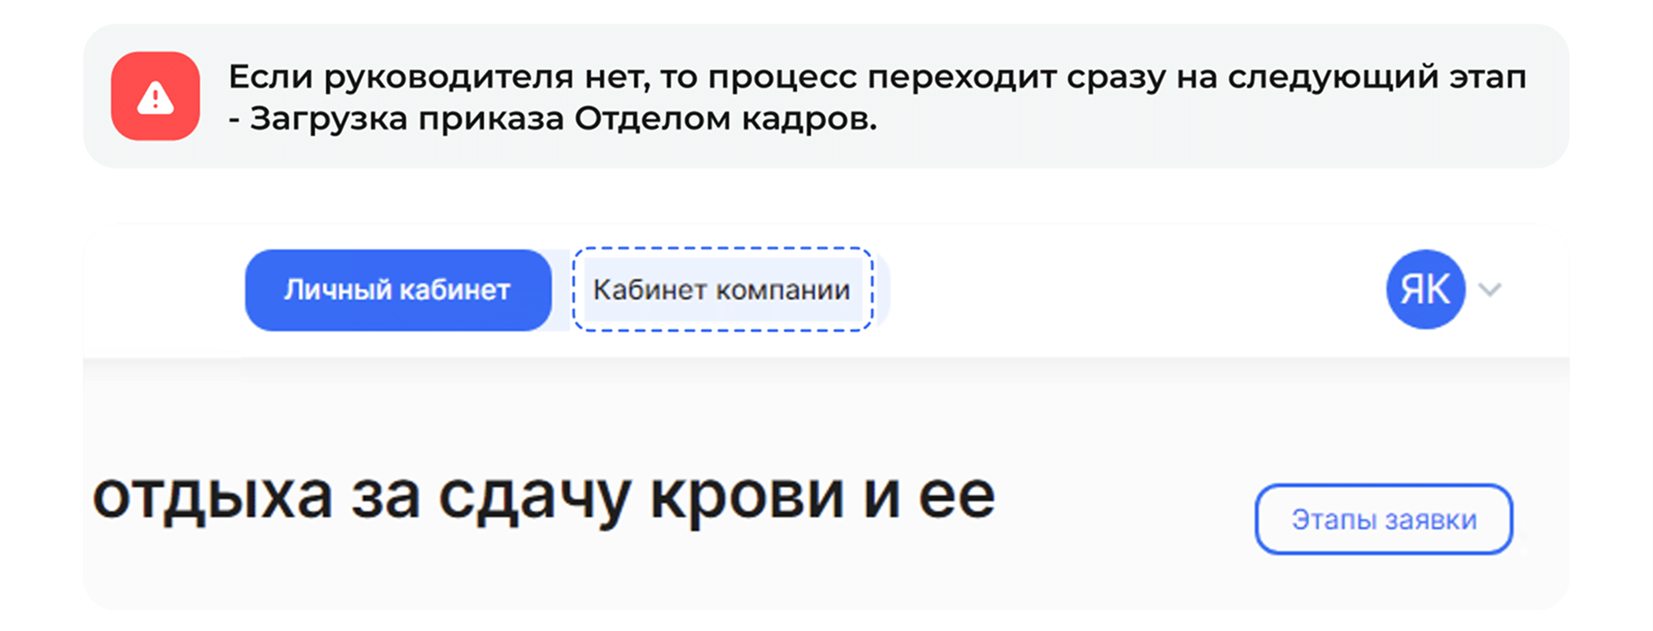 Если руководителя нет, то процесс переходит сразу на следующий этап
- Загрузка приказа Отделом кадров.
Личный кабинет
Кабинет компании
ЯК
отдыха за сдачу крови и ее
Этапы заявки